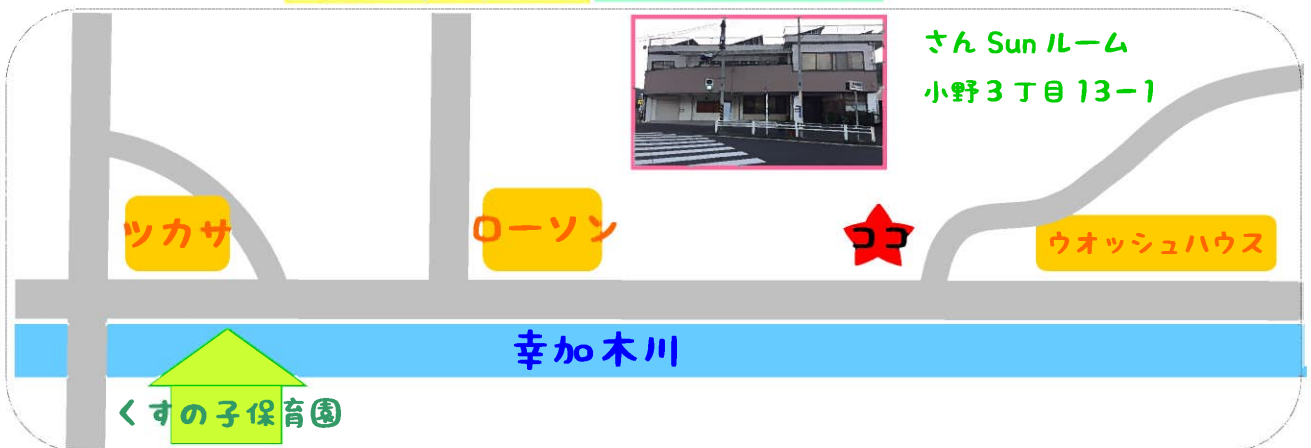 さん Sun ルーム
小野3丁目13ー1
ツカサ
ローソン
ココ
ウオッシュハウス
幸加木川
くすの子保育園